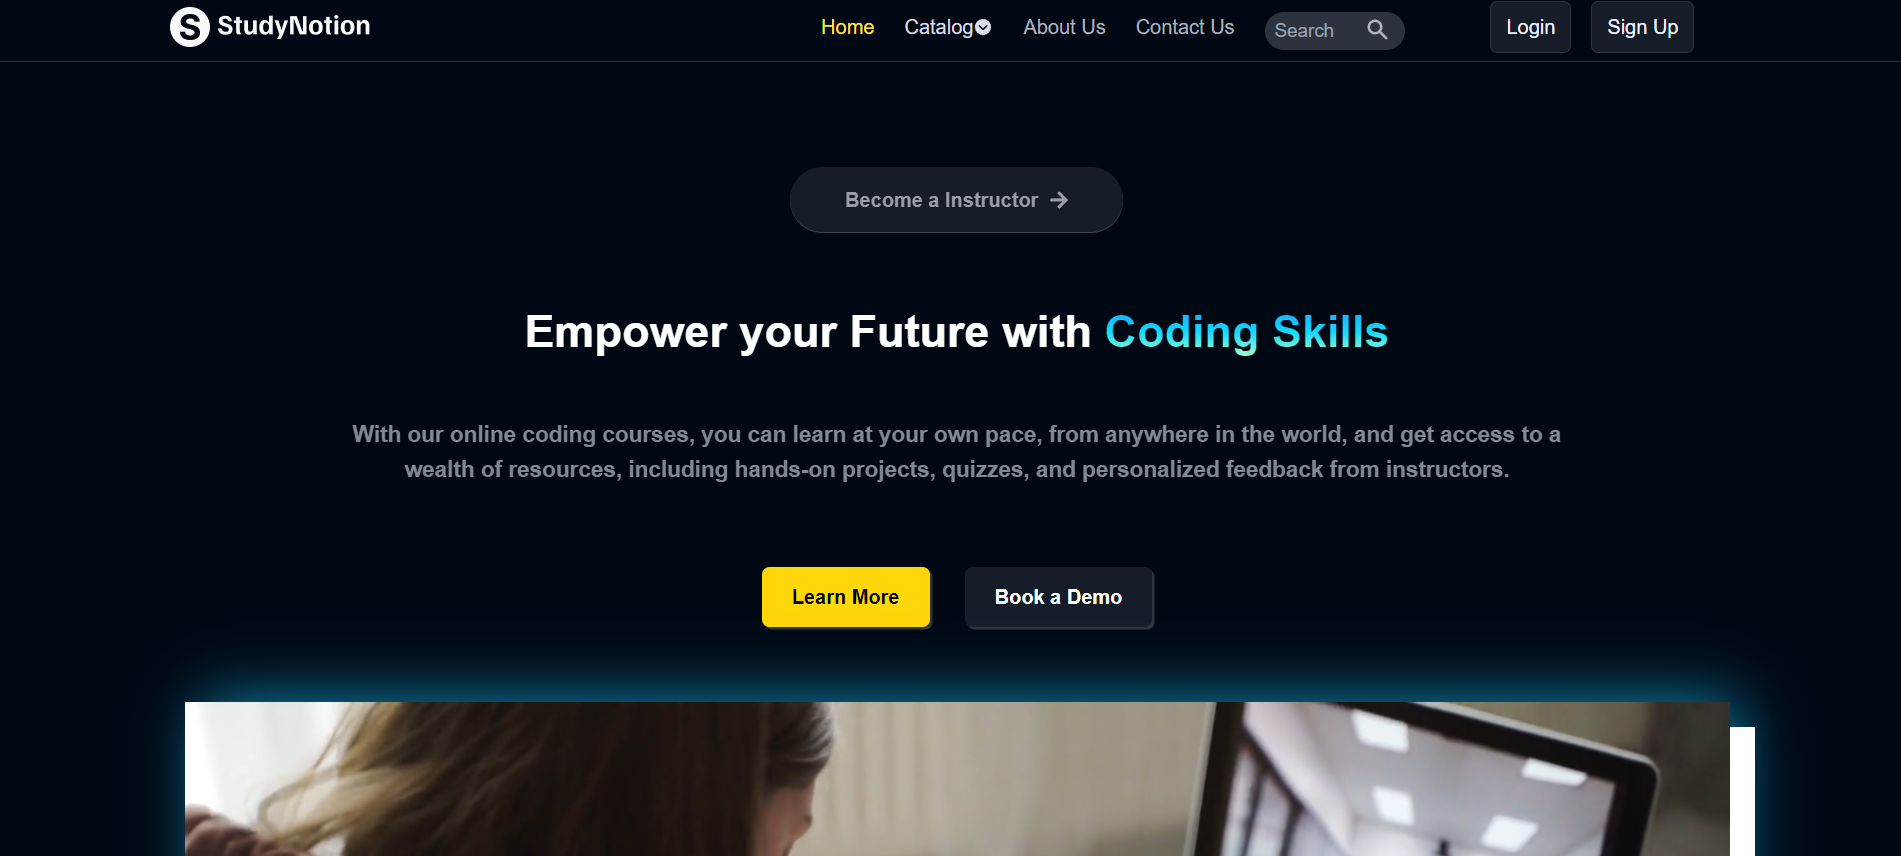 StudyNotion
Home Catalog About Us Contact Us Search Login Sign Up
Become a Instructor
Empower your Future with Coding Skills
With our online coding courses, you can learn at your own pace, from anywhere in the world, and get access to a
wealth of resources, including hands-on projects, quizzes, and personalized feedback from instructors.
Learn More Book a Demo